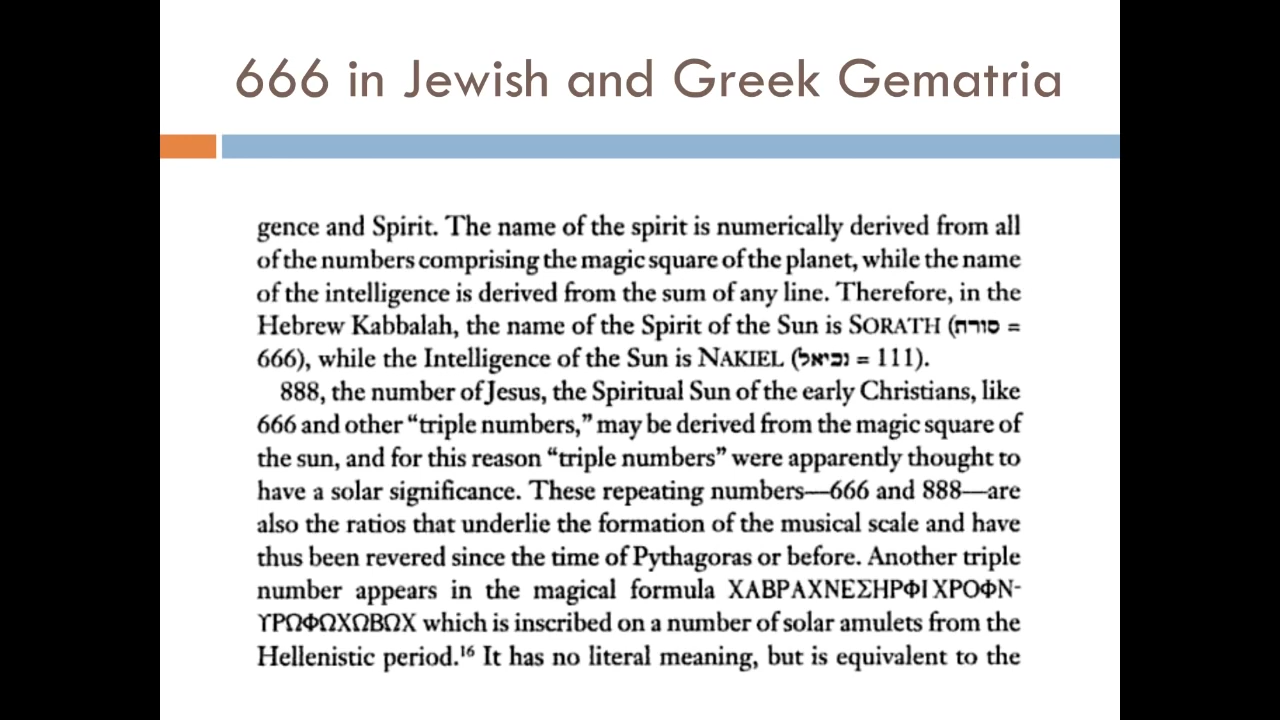 666 in Jewish and Greek Gematria
gence and Spirit. The name of the spirit is numerically derived from all
of the numbers comprising the magic square of the planet, while the name
of the intelligence is derived from the sum of any line. Therefore, in the
Hebrew Kabbalah, the name of the Spirit of the Sun is SORATH (סורת =
666), while the Intelligence of the Sun is NAKIEL (נכיאל = 111).
888, the number of Jesus, the Spiritual Sun of the early Christians, like
666 and other “triple numbers,” may be derived from the magic square of
the sun, and for this reason “triple numbers” were apparently thought to
have a solar significance. These repeating numbers—666 and 888—are
also the ratios that underlie the formation of the musical scale and have
thus been revered since the time of Pythagoras or before. Another triple
number appears in the magical formula ΧΑΒΡΑΧΝΕΣΗΡΦΙ ΧΡΟΦΝ-
ΥΡΩΦΩΧΩΒΩΧ which is inscribed on a number of solar amulets from the
Hellenistic period.¹⁶ It has no literal meaning, but is equivalent to the